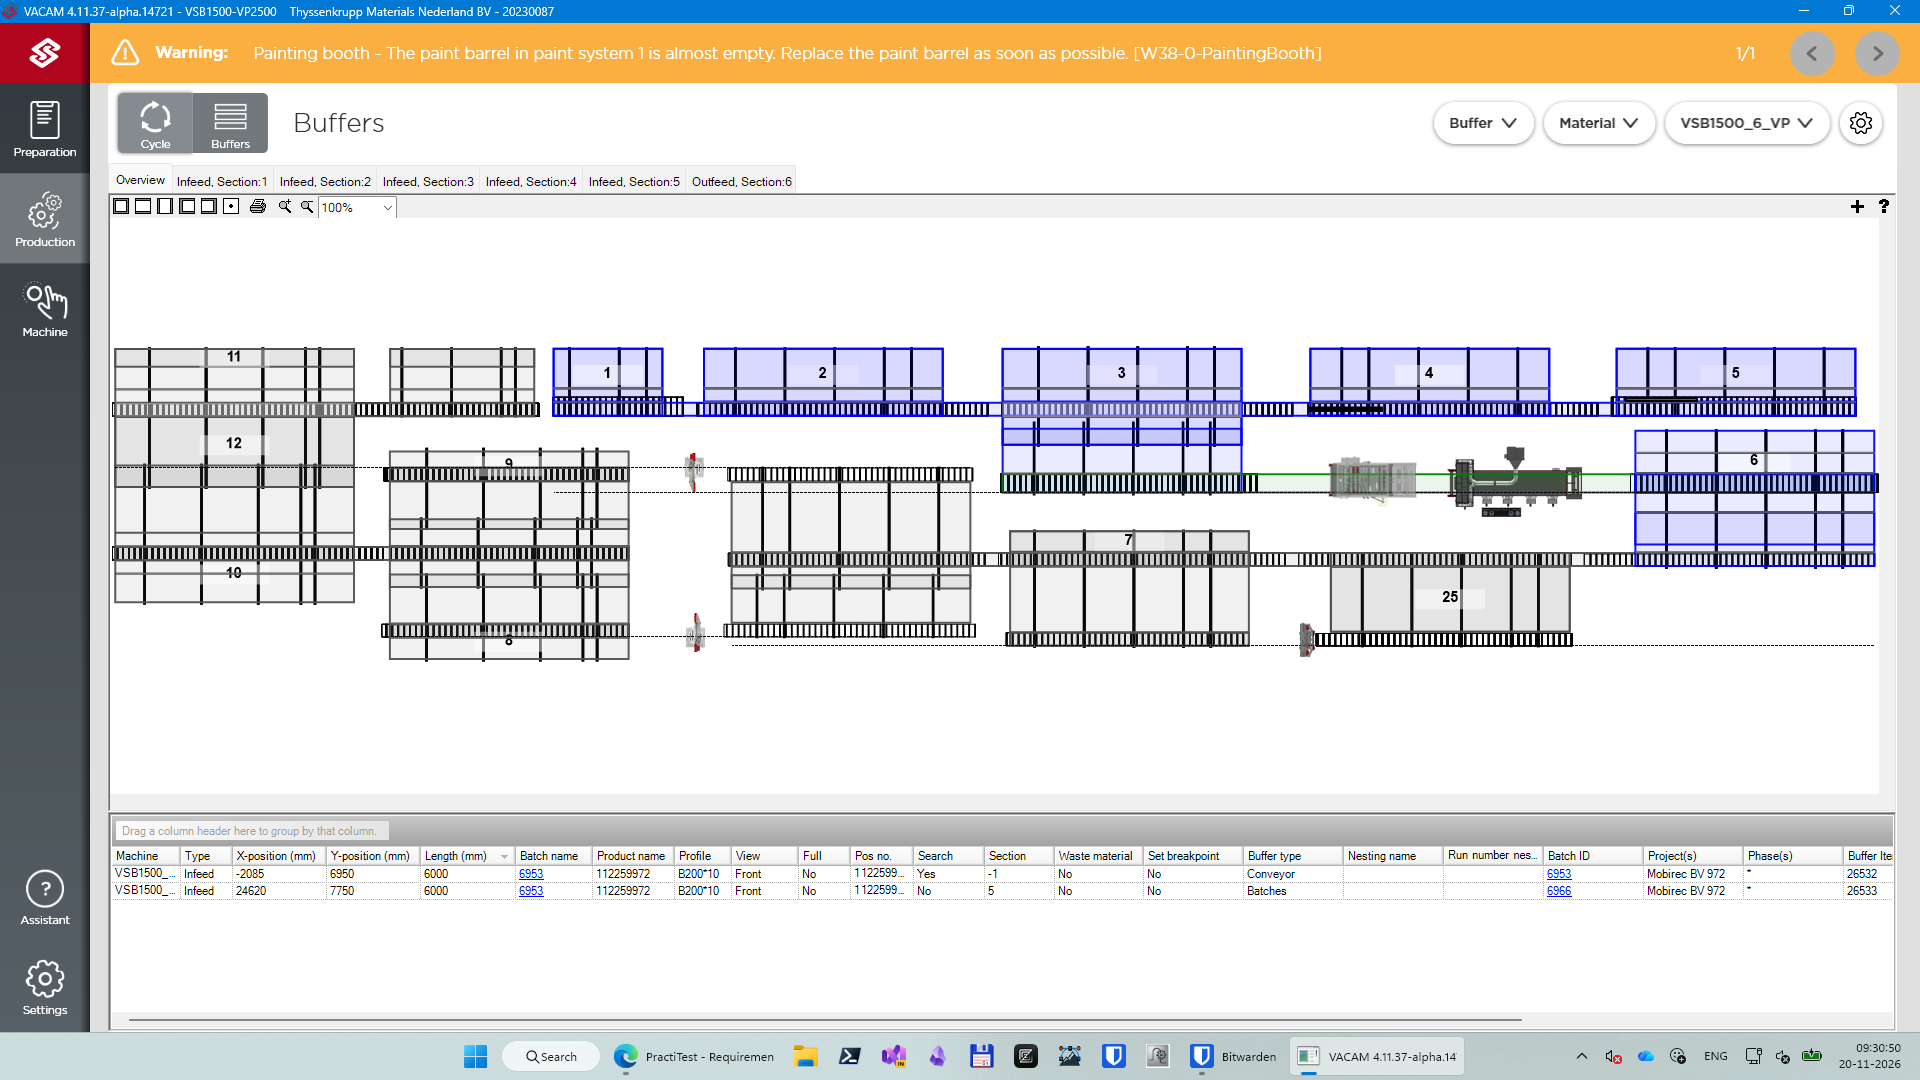 VACAM 4.11.37-alpha.14721 - VSB1500-VP2500 Thyssenkrupp Materials Nederland BV - 20230087
Warning: Painting booth - The paint barrel in paint system 1 is almost empty. Replace the paint barrel as soon as possible. [W38-0-PaintingBooth] 1/1
Preparation
Production
Machine
Assistant
Settings
Cycle
Buffers
Buffers
Buffer
Material
VSB1500_6_VP
Overview Infeed, Section:1 Infeed, Section:2 Infeed, Section:3 Infeed, Section:4 Infeed, Section:5 Outfeed, Section:6
100%
+ ?
11
1 2 3 4 5
12
9
6
10
8
7
25
Drag a column header here to group by that column.
Machine Type X-position (mm) Y-position (mm) Length (mm) Batch name Product name Profile View Full Pos no. Search Section Waste material Set breakpoint Buffer type Nesting name Run number nes... Batch ID Project(s) Phase(s) Buffer Ite
VSB1500_... Infeed -2085 6950 6000 6953 112259972 B200*10 Front No 1122599... Yes -1 No No Conveyor 6953 Mobirec BV 972 * 26532
VSB1500_... Infeed 24620 7750 6000 6953 112259972 B200*10 Front No 1122599... No 5 No No Batches 6966 Mobirec BV 972 * 26533
Search
PractiTest - Requiremen
Bitwarden
VACAM 4.11.37-alpha.14
ENG
09:30:50
20-11-2026